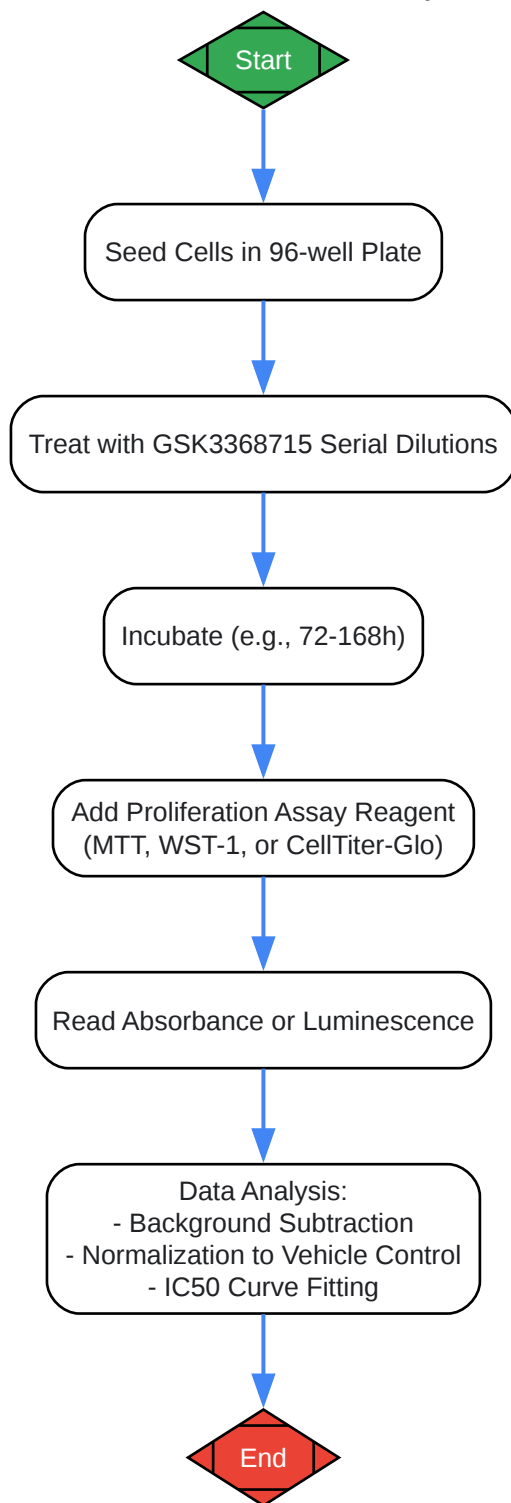 Start
Seed Cells in 96-well Plate
Treat with GSK3368715 Serial Dilutions
Incubate (e.g., 72-168h)
Add Proliferation Assay Reagent
(MTT, WST-1, or CellTiter-Glo)
Read Absorbance or Luminescence
Data Analysis:
- Background Subtraction
- Normalization to Vehicle Control
- IC50 Curve Fitting
End